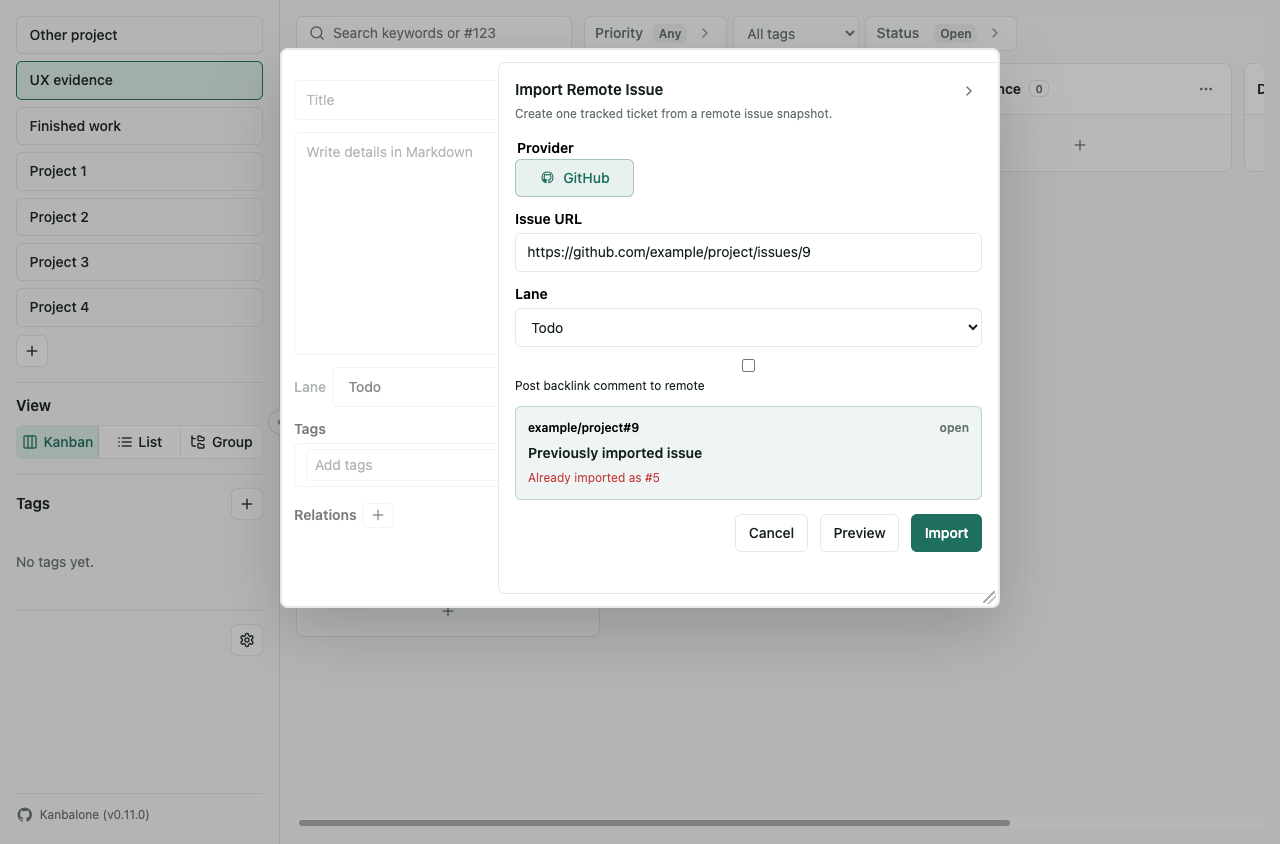 Other project
UX evidence
Finished work
Project 1
Project 2
Project 3
Project 4
View
Kanban
List
Group
Tags
No tags yet.
Kanbalone (v0.11.0)
Search keywords or #123
Priority Any
All tags
Status Open
0
Title
Write details in Markdown
Lane Todo
Tags
Add tags
Relations
Import Remote Issue
Create one tracked ticket from a remote issue snapshot.
Provider
GitHub
Issue URL
https://github.com/example/project/issues/9
Lane
Todo
Post backlink comment to remote
example/project#9 open
Previously imported issue
Already imported as #5
Cancel Preview Import